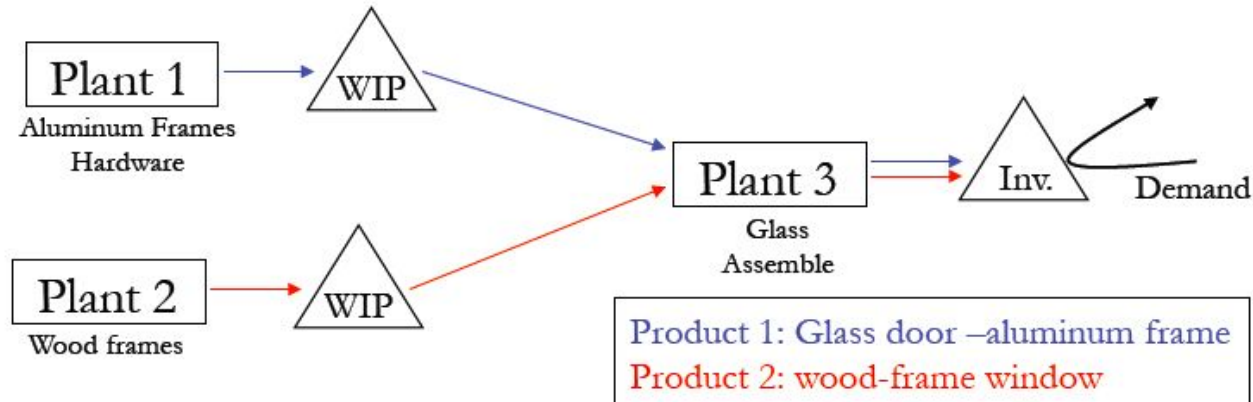 Plant 1
Aluminum Frames
Hardware
WIP
Plant 2
Wood frames
WIP
Plant 3
Glass
Assemble
Inv.
Demand
Product 1: Glass door –aluminum frame
Product 2: wood-frame window